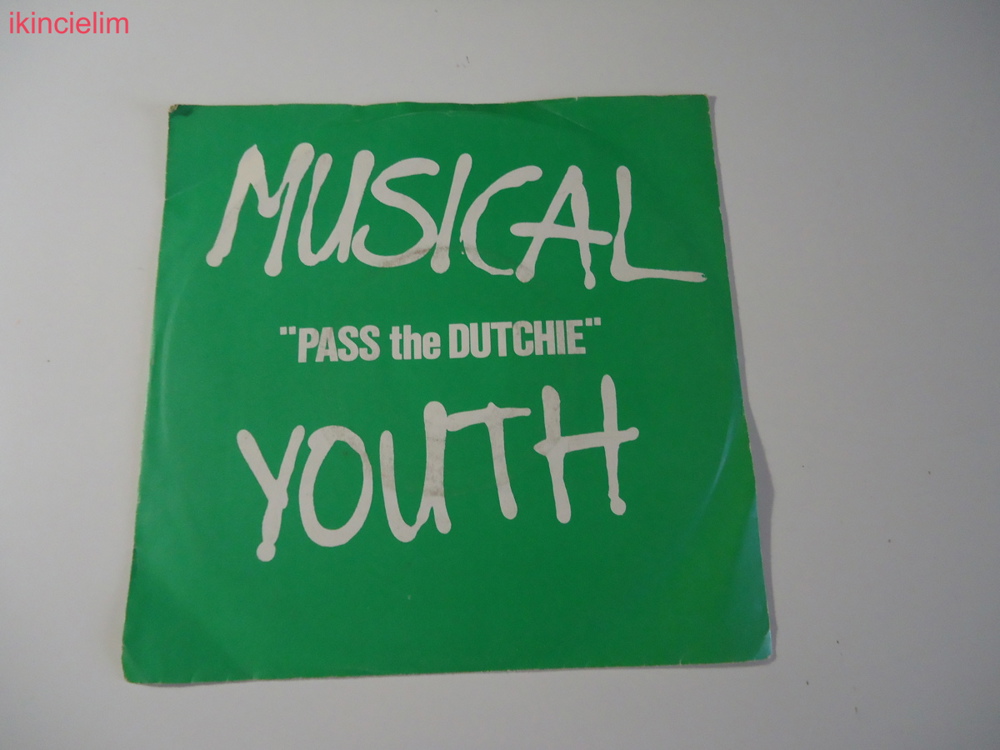 ikincielim
MUSICAL
"PASS the DUTCHIE"
YOUTH